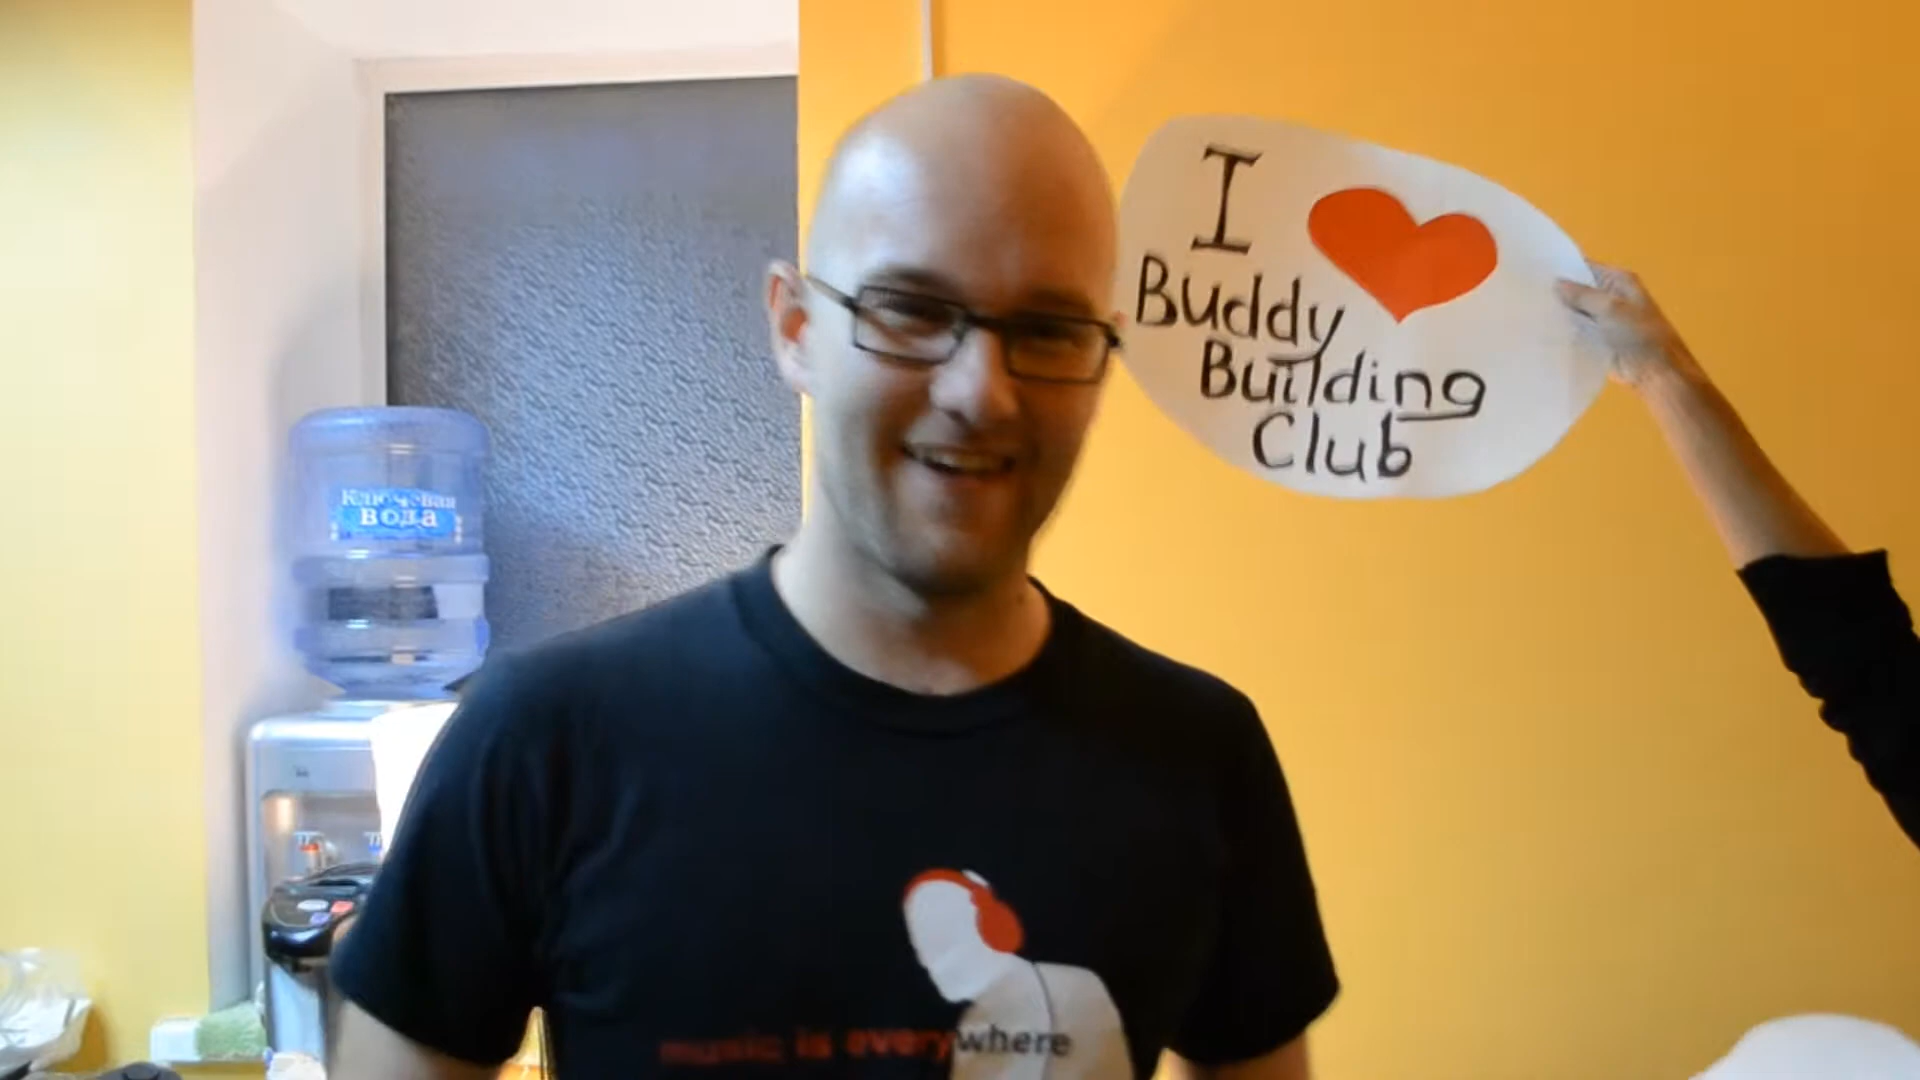 I
Buddy
Building
Club
Ключевая
вода
music is everywhere